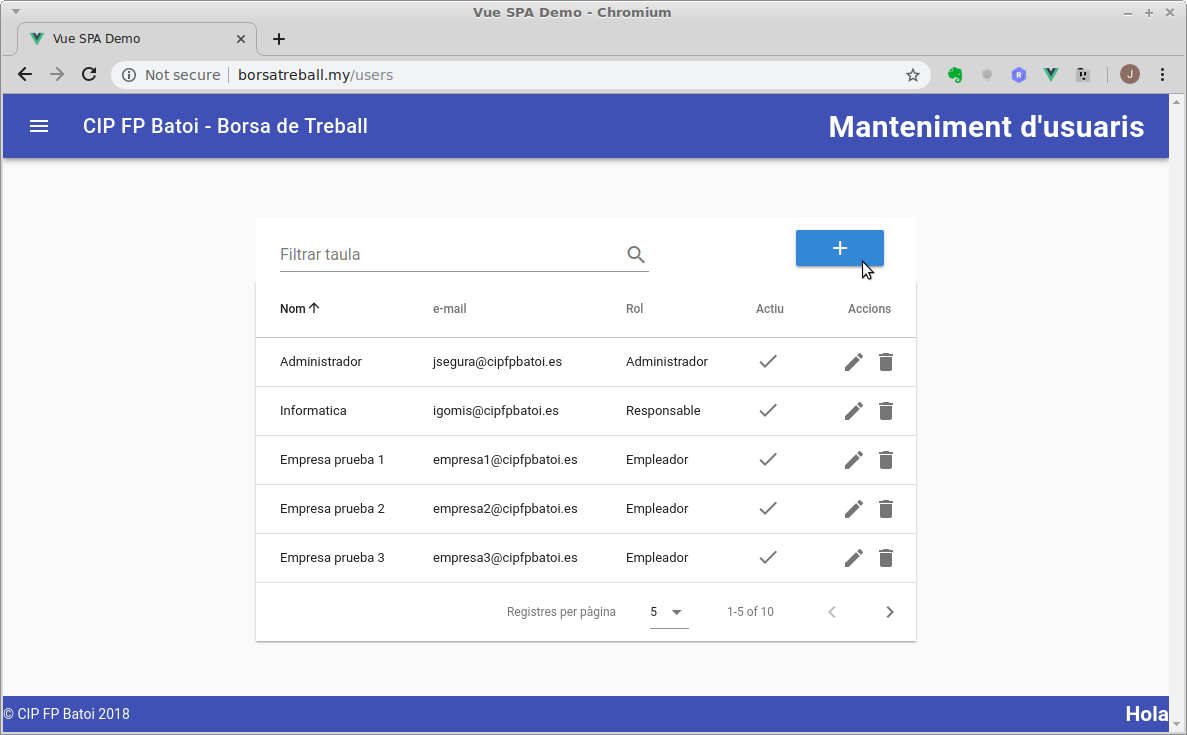 Vue SPA Demo - Chromium
Vue SPA Demo
Not secure borsatreball.my/users
J
CIP FP Batoi - Borsa de Treball Manteniment d'usuaris
Filtrar taula
Nom e-mail Rol Actiu Accions
Administrador jsegura@cipfpbatoi.es Administrador
Informatica igomis@cipfpbatoi.es Responsable
Empresa prueba 1 empresa1@cipfpbatoi.es Empleador
Empresa prueba 2 empresa2@cipfpbatoi.es Empleador
Empresa prueba 3 empresa3@cipfpbatoi.es Empleador
Registres per pàgina 5 1-5 of 10
© CIP FP Batoi 2018 Hola